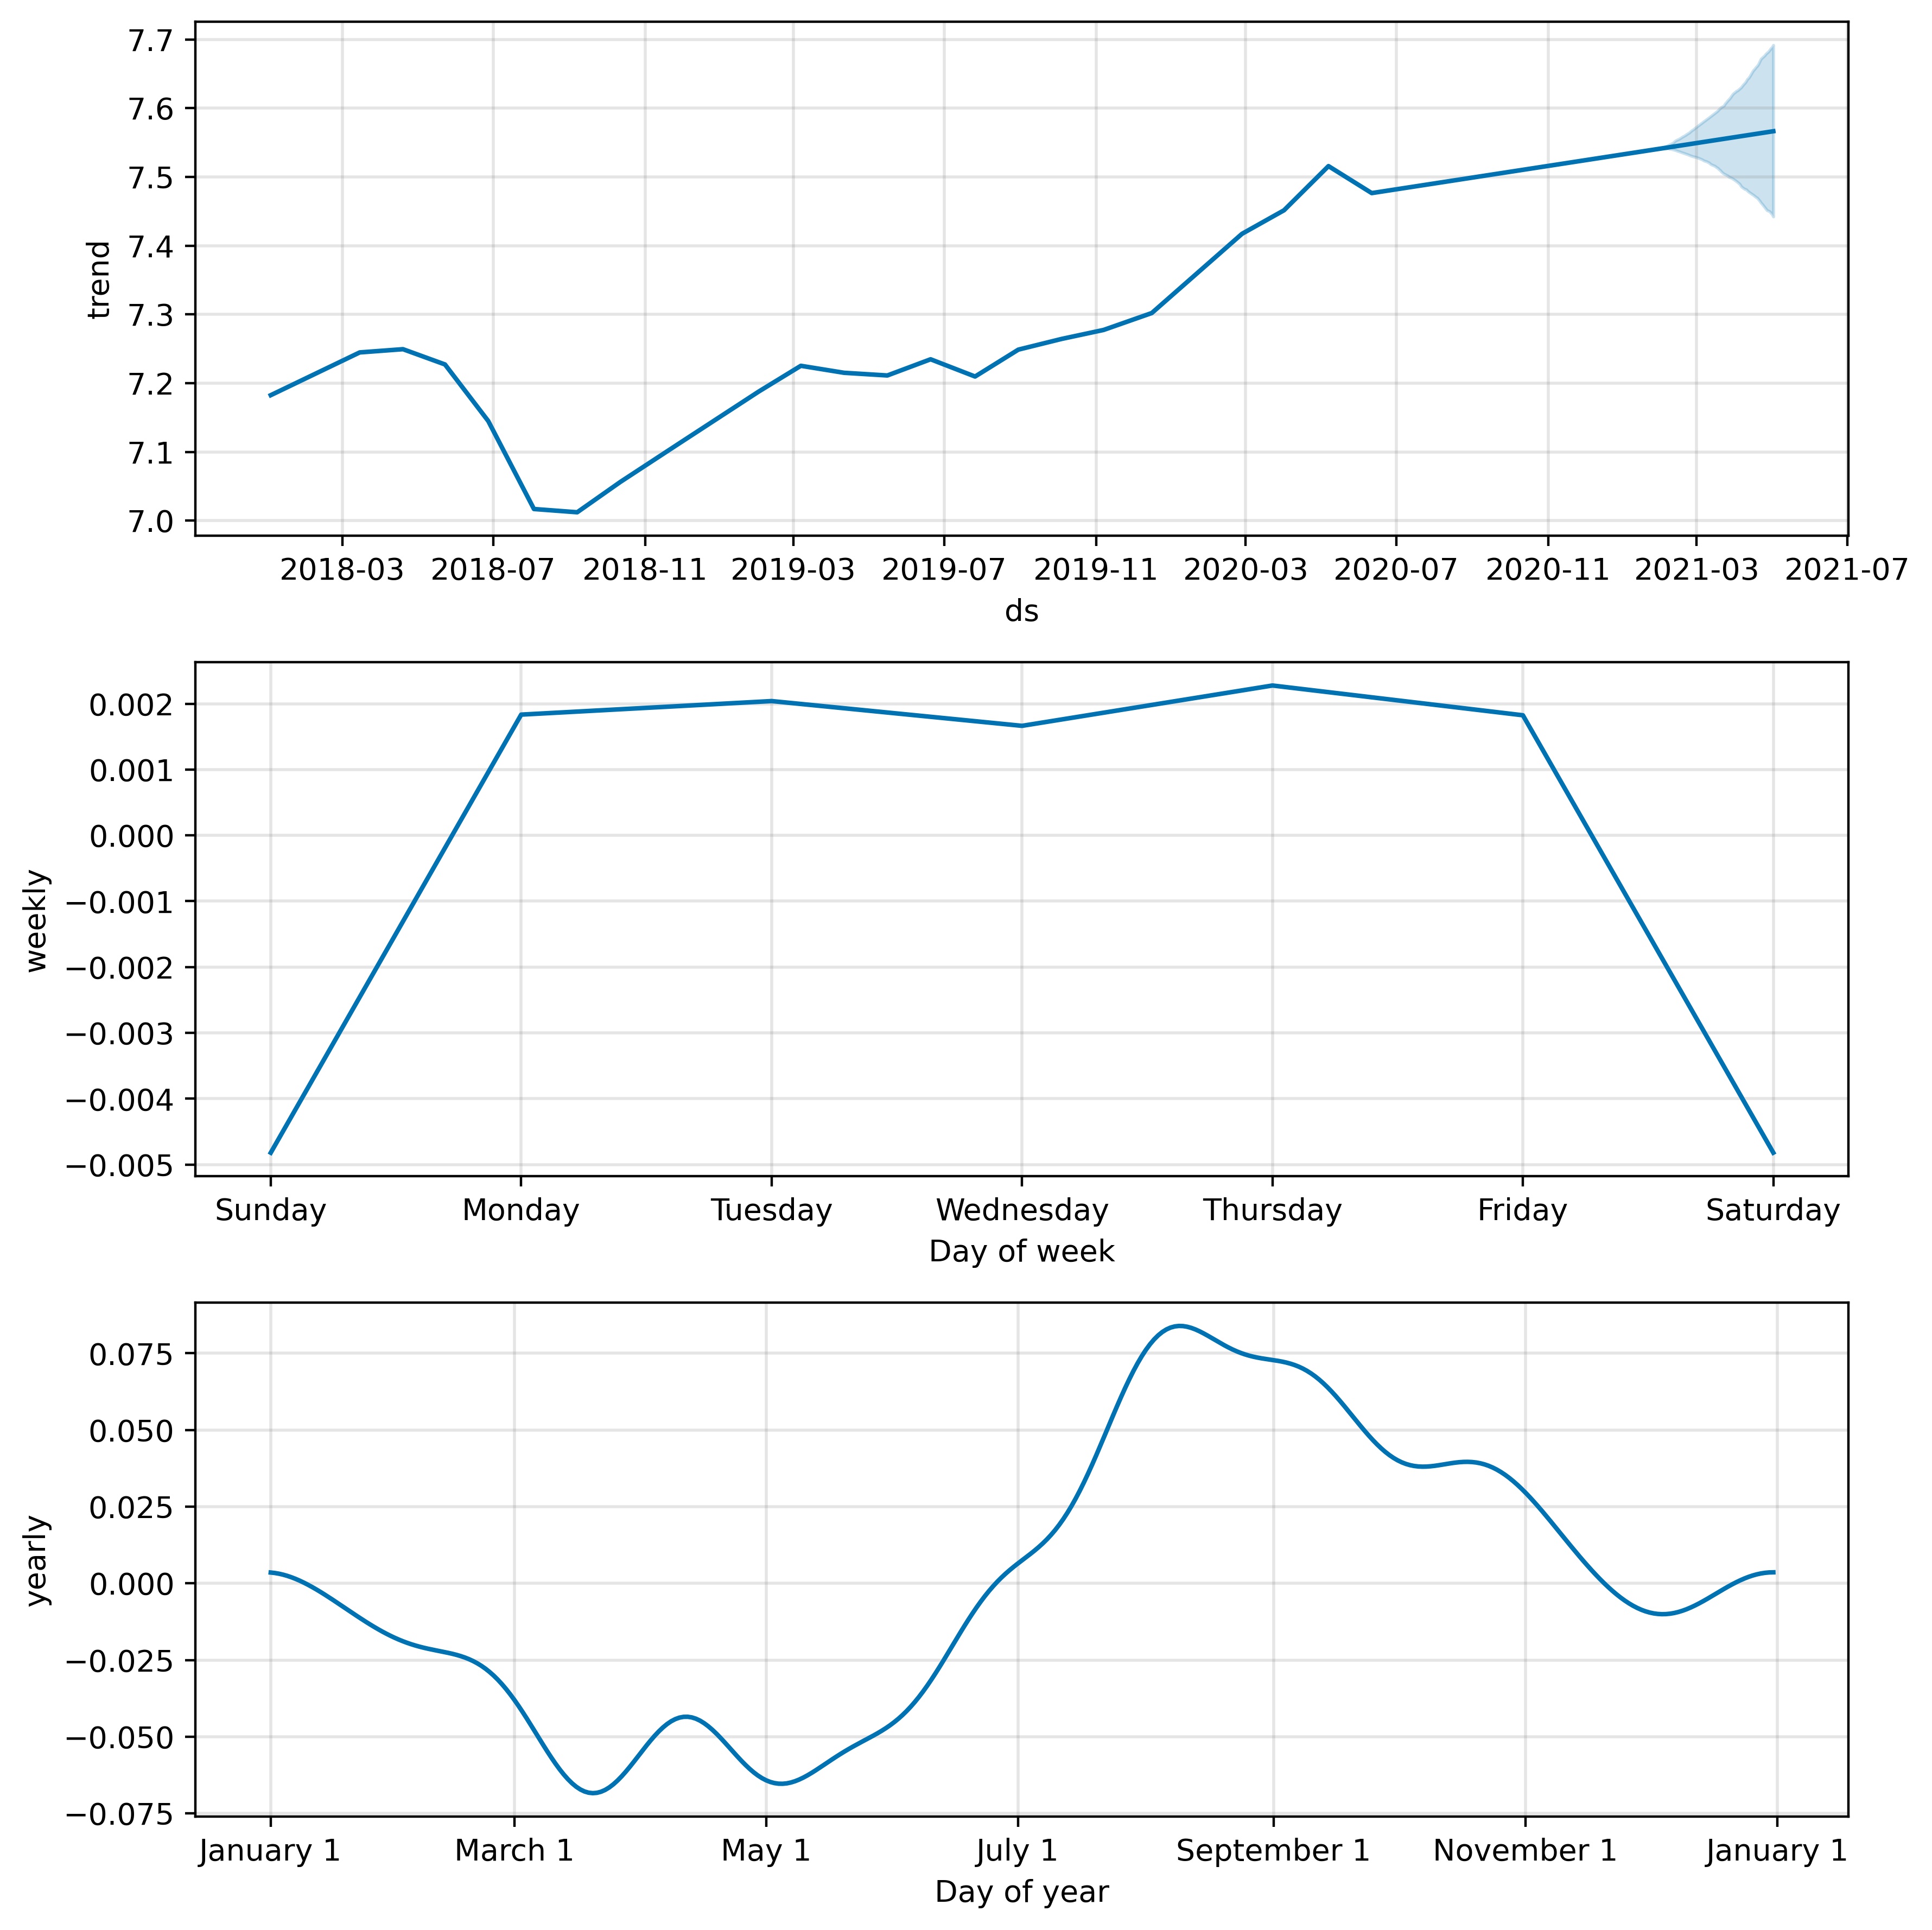 7.7
7.6
7.5
7.4
7.3
7.2
7.1
7.0
trend
2018-03 2018-07 2018-11 2019-03 2019-07 2019-11 2020-03 2020-07 2020-11 2021-03 2021-07
ds
0.002
0.001
0.000
−0.001
−0.002
−0.003
−0.004
−0.005
weekly
Sunday Monday Tuesday Wednesday Thursday Friday Saturday
Day of week
0.075
0.050
0.025
0.000
−0.025
−0.050
−0.075
yearly
January 1 March 1 May 1 July 1 September 1 November 1 January 1
Day of year